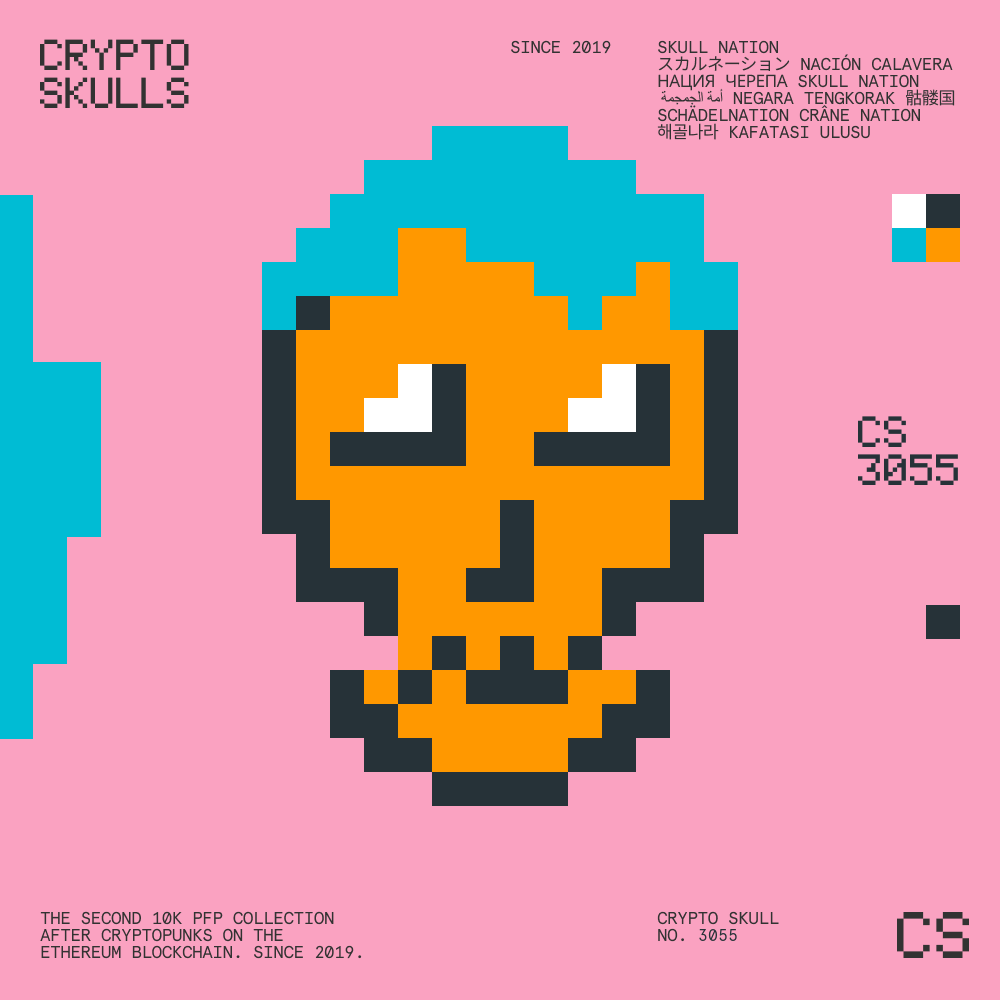 CRYPTO
SKULLS
SINCE 2019
SKULL NATION
スカルネーション NACIÓN CALAVERA
НАЦИЯ ЧЕРЕПА SKULL NATION
أمة الجمجمة NEGARA TENGKORAK 骷髅国
SCHÄDELNATION CRÂNE NATION
해골나라 KAFATASI ULUSU
CS
3055
THE SECOND 10K PFP COLLECTION
AFTER CRYPTOPUNKS ON THE
ETHEREUM BLOCKCHAIN. SINCE 2019.
CRYPTO SKULL
NO. 3055
CS